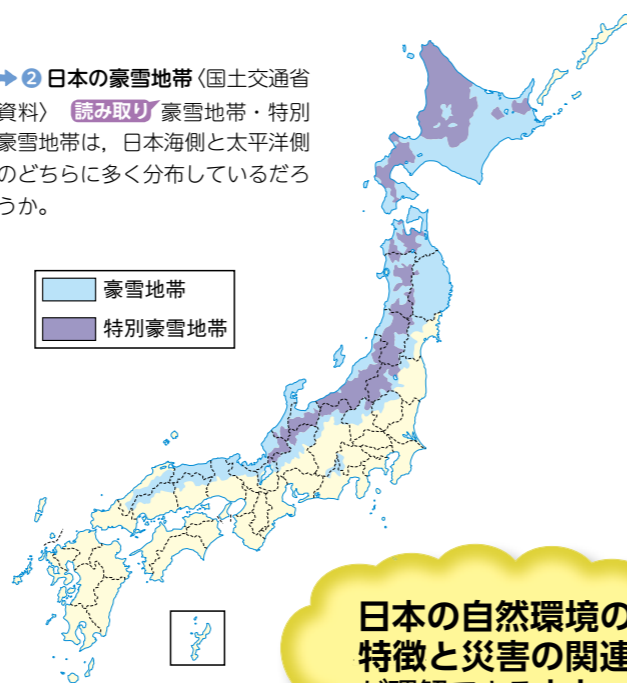 ➡❷日本の豪雪地帯〈国土交通省
資料〉 読み取り 豪雪地帯・特別
豪雪地帯は，日本海側と太平洋側
のどちらに多く分布しているだろ
うか。
豪雪地帯
特別豪雪地帯
日本の自然環境の
特徴と災害の関連